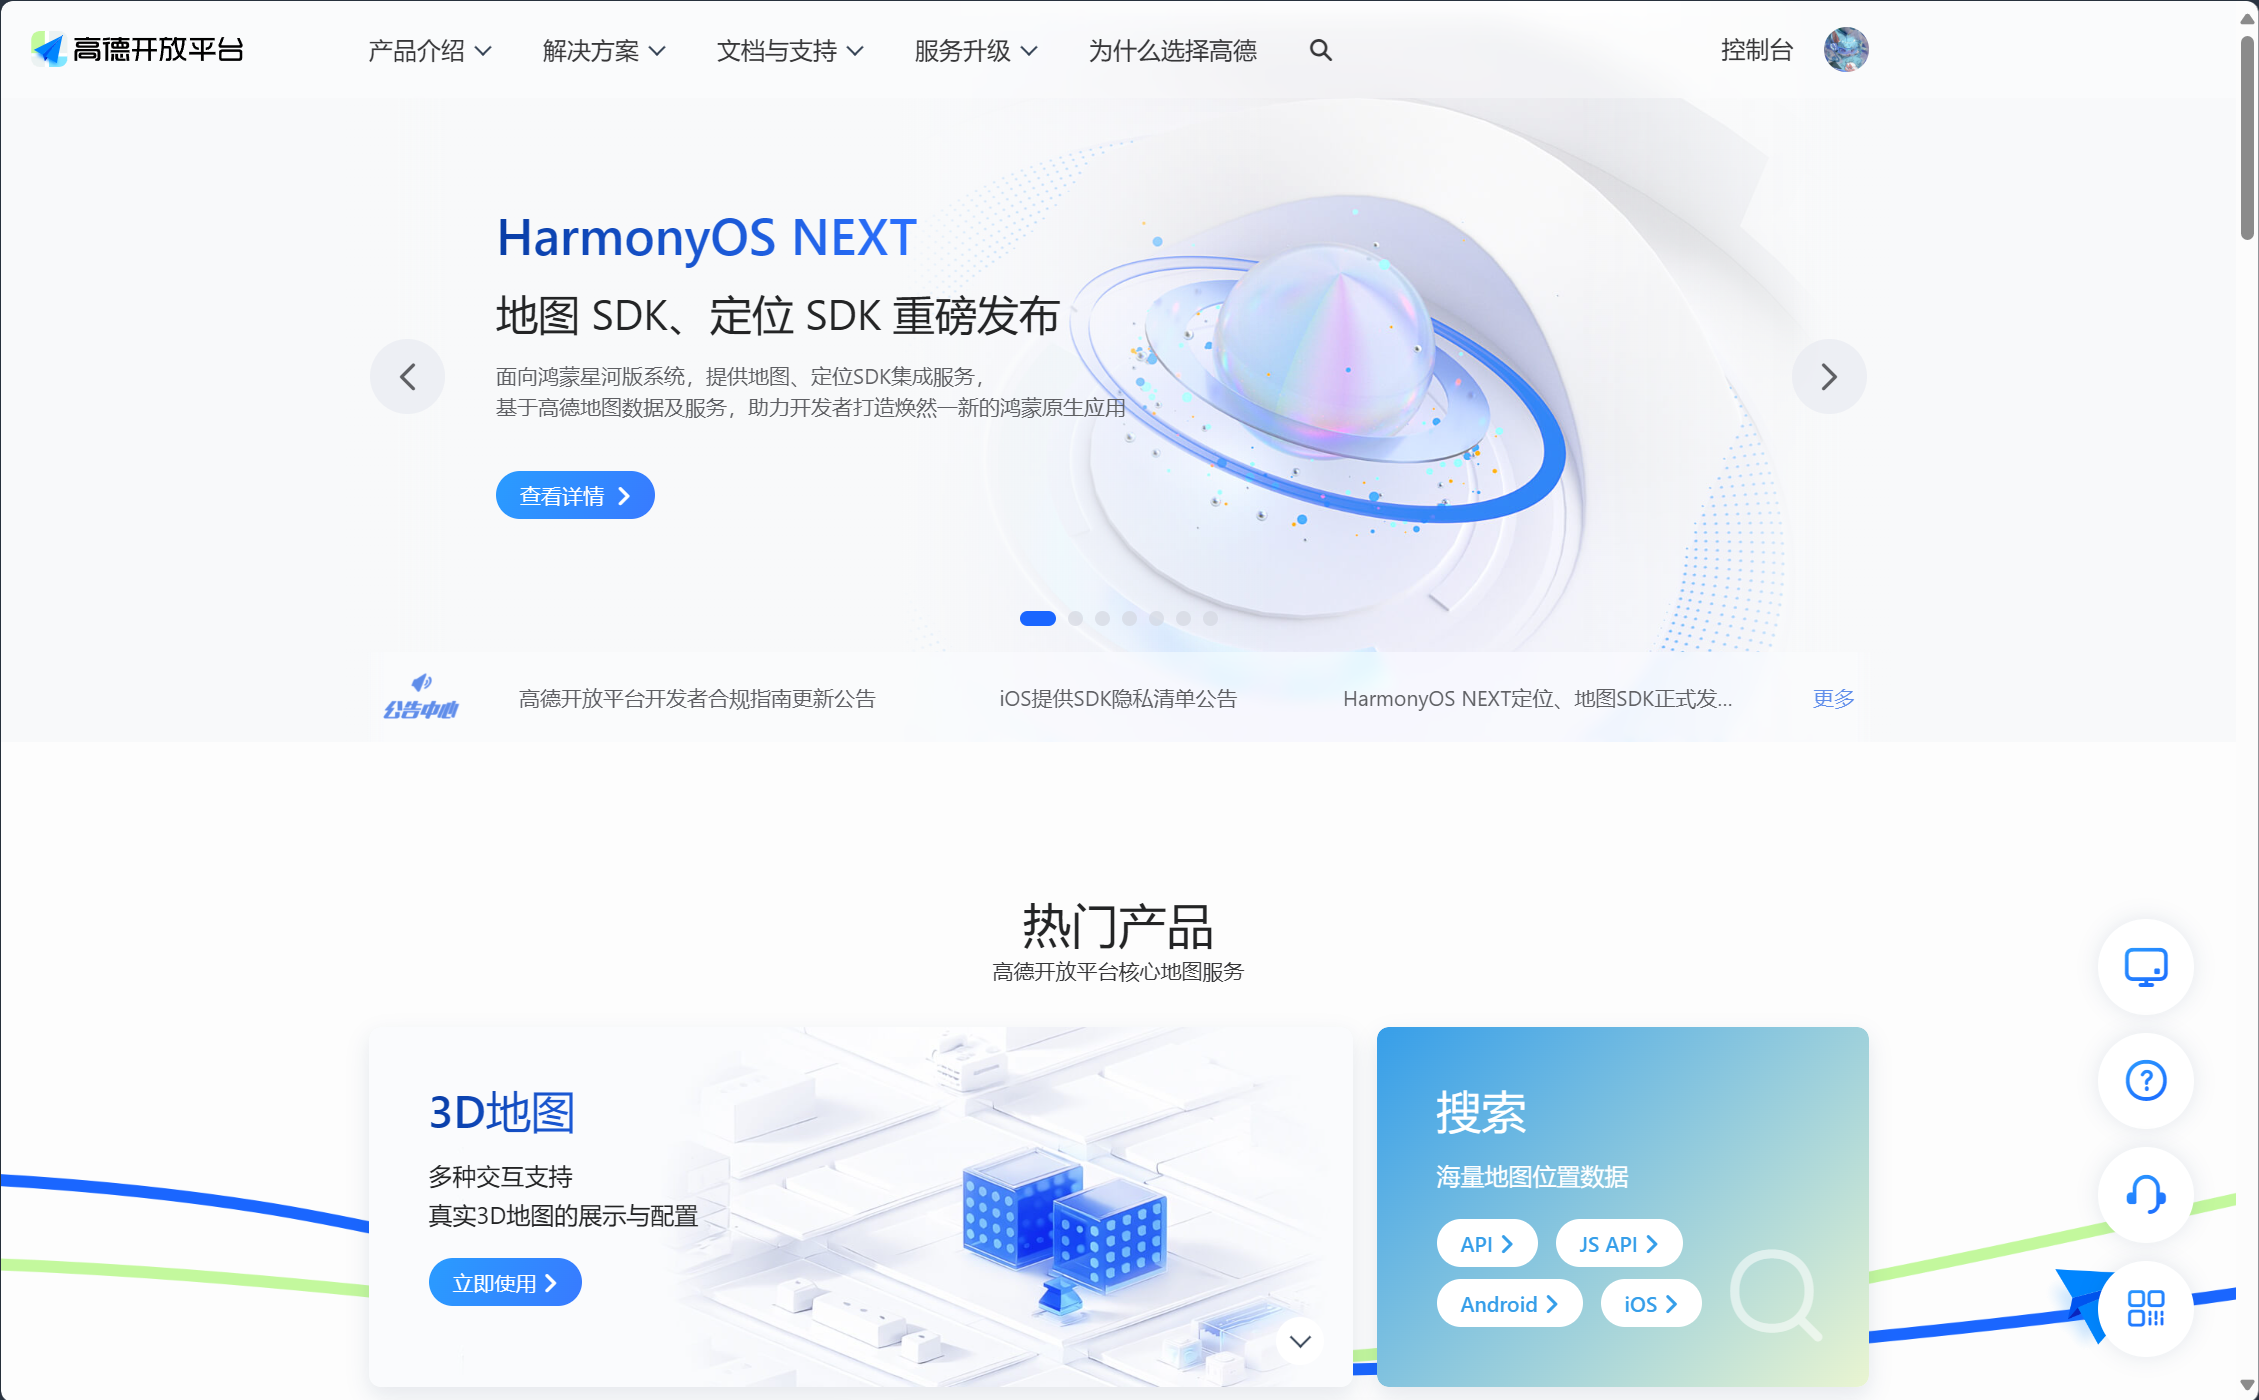 高德开放平台
产品介绍
解决方案
文档与支持
服务升级
为什么选择高德
控制台
HarmonyOS NEXT
地图 SDK、定位 SDK 重磅发布
面向鸿蒙星河版系统，提供地图、定位SDK集成服务，
基于高德地图数据及服务，助力开发者打造焕然一新的鸿蒙原生应用
查看详情
公告中心
高德开放平台开发者合规指南更新公告
iOS提供SDK隐私清单公告
HarmonyOS NEXT定位、地图SDK正式发...
更多
热门产品
高德开放平台核心地图服务
3D地图
多种交互支持
真实3D地图的展示与配置
立即使用
搜索
海量地图位置数据
API
JS API
Android
iOS